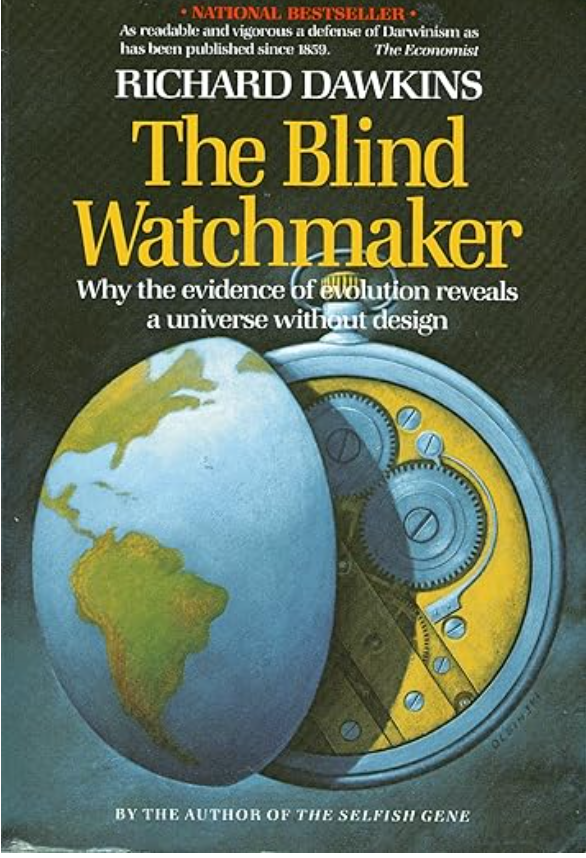 • NATIONAL BESTSELLER •
As readable and vigorous a defense of Darwinism as
has been published since 1859. The Economist
RICHARD DAWKINS
The Blind
Watchmaker
Why the evidence of evolution reveals
a universe without design
OLBINSKI
BY THE AUTHOR OF THE SELFISH GENE